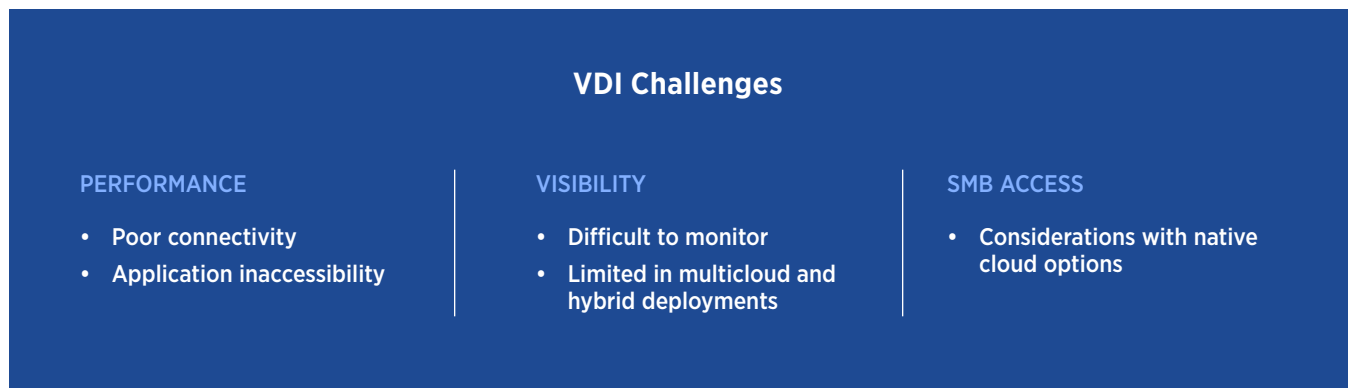 VDI Challenges
PERFORMANCE
• Poor connectivity
• Application inaccessibility
VISIBILITY
• Difficult to monitor
• Limited in multicloud and
hybrid deployments
SMB ACCESS
• Considerations with native
cloud options